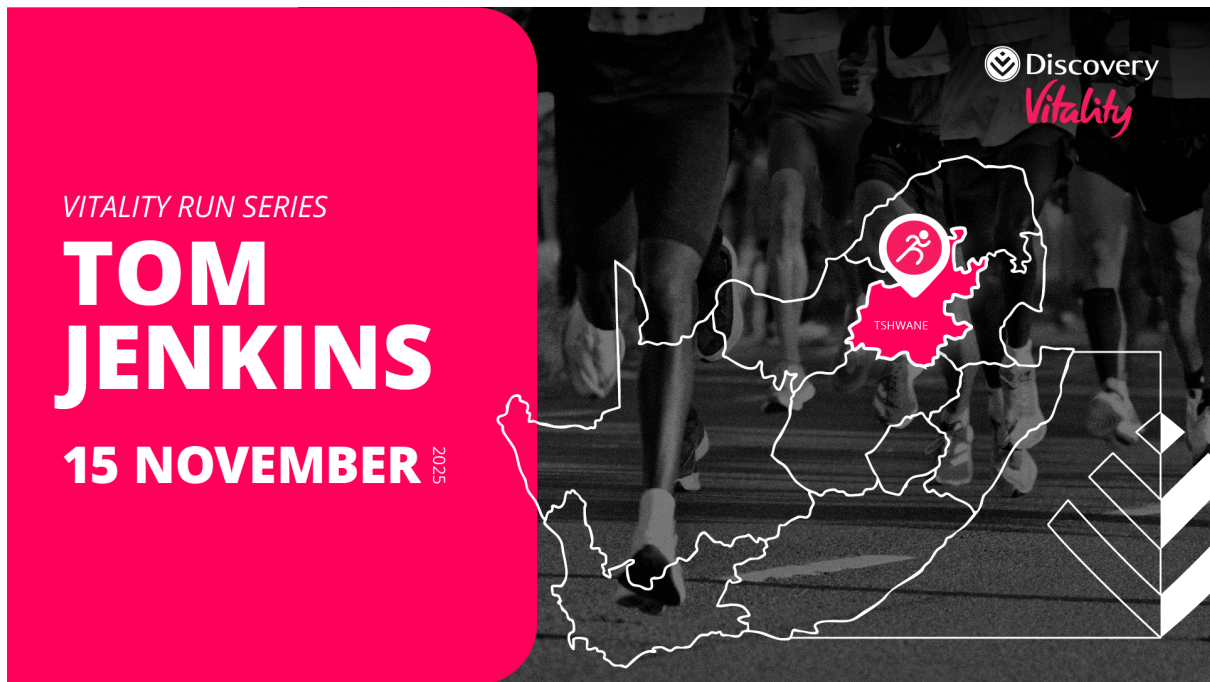 VITALITY RUN SERIES
TOM
JENKINS
15 NOVEMBER 2025
Discovery
Vitality
TSHWANE